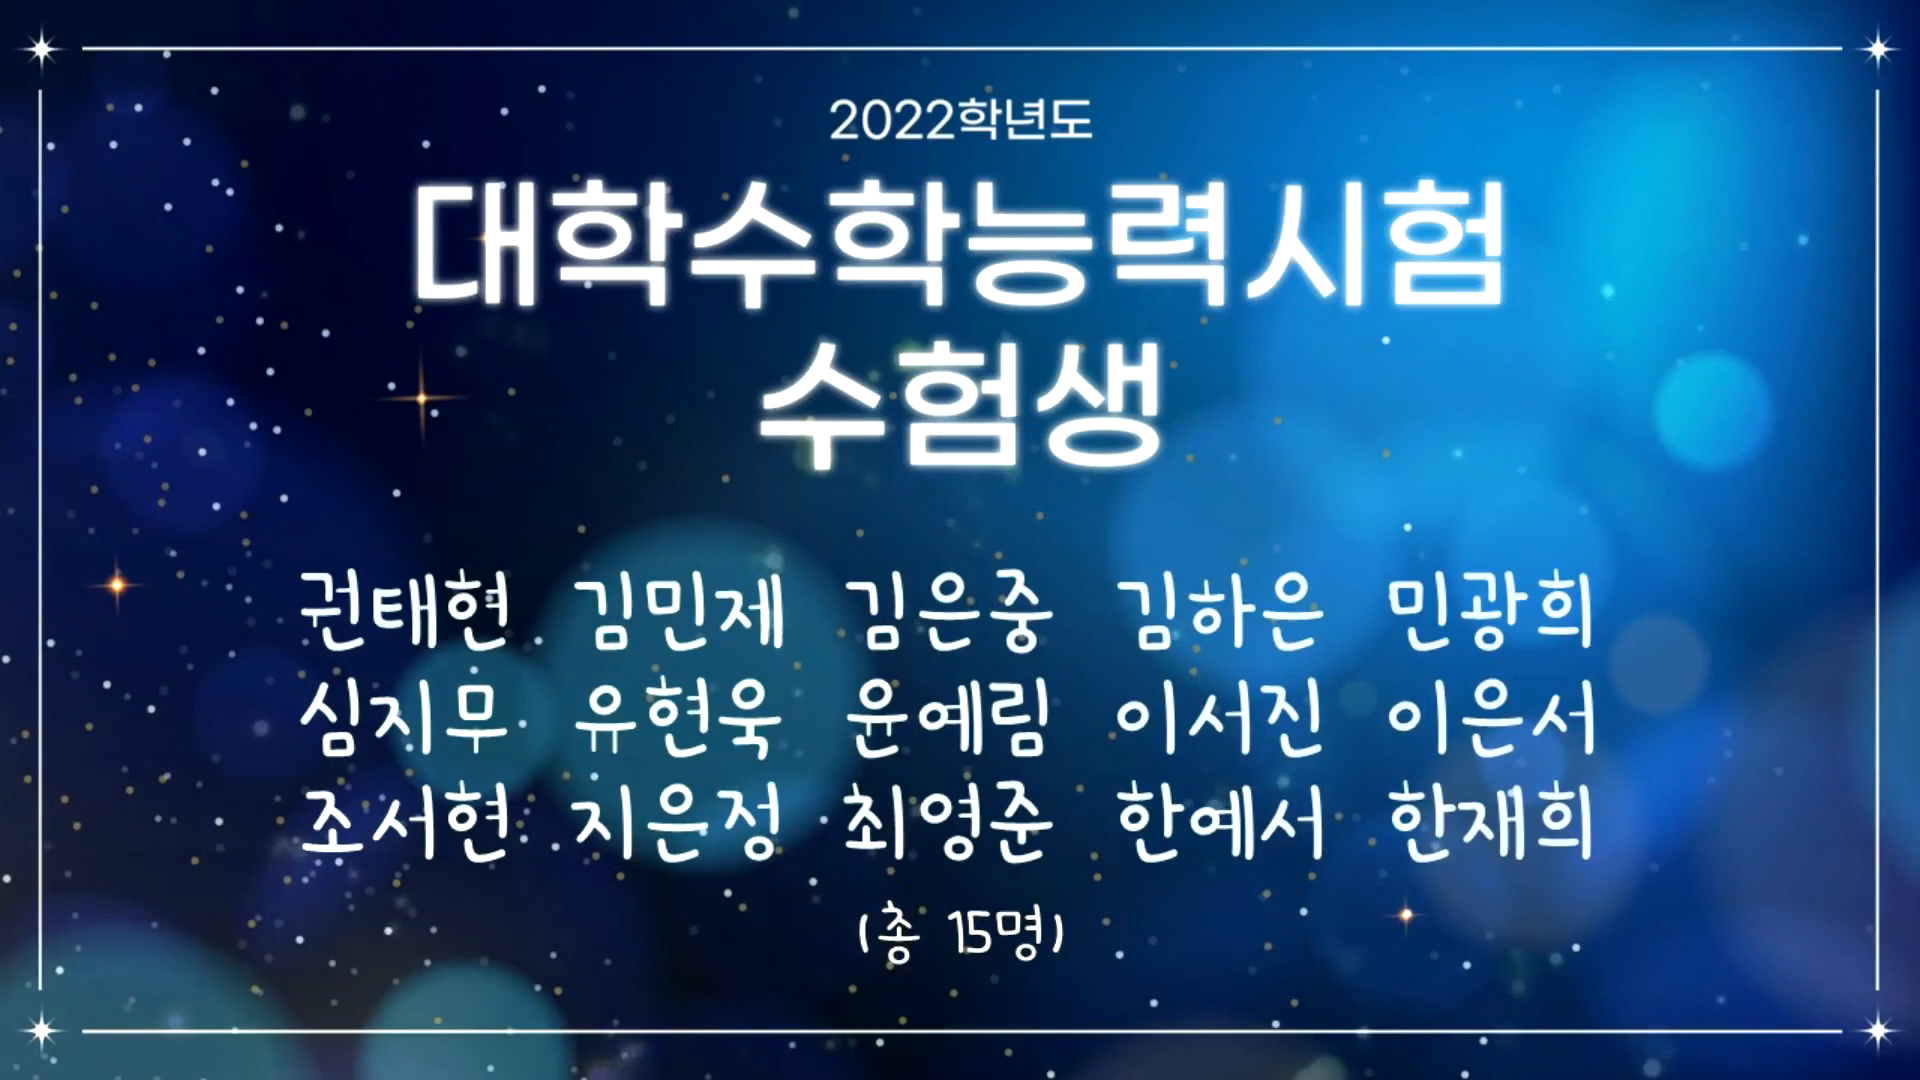 2022학년도
대학수학능력시험
수험생
권태현 김민제 김은중 김하은 민광희
심지무 유현욱 윤예림 이서진 이은서
조서현 지은정 최영준 한예서 한재희
(총 15명)